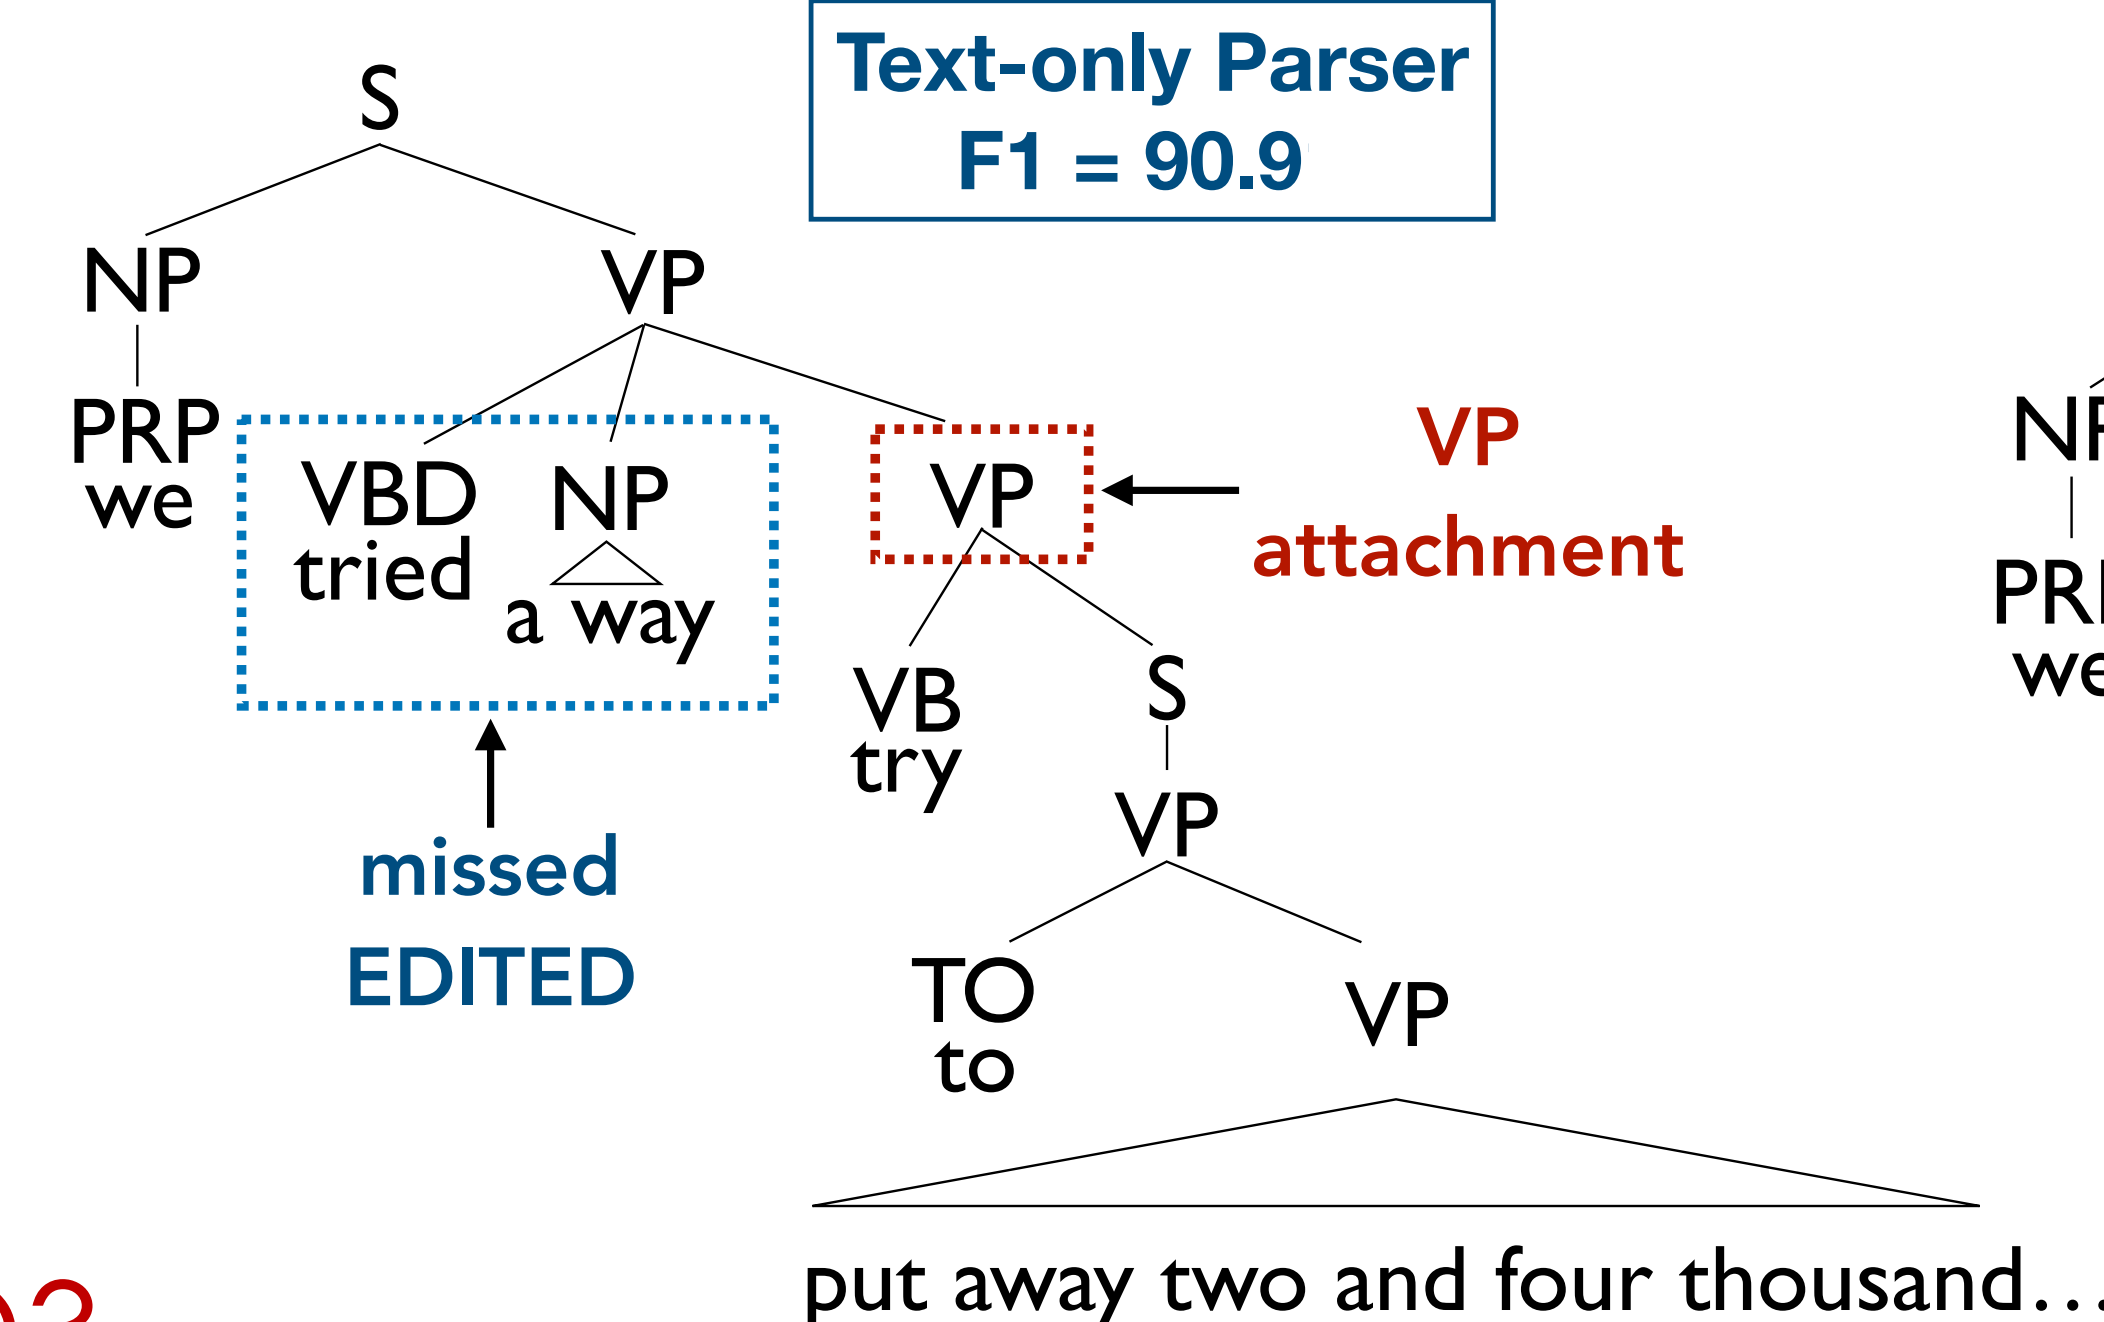 Text-only Parser
F1 = 90.9
S
NP VP
PRP
we
VBD NP
tried
a way
VP
VP
attachment
missed
EDITED
VB S
try
VP
TO VP
to
put away two and four thousand…